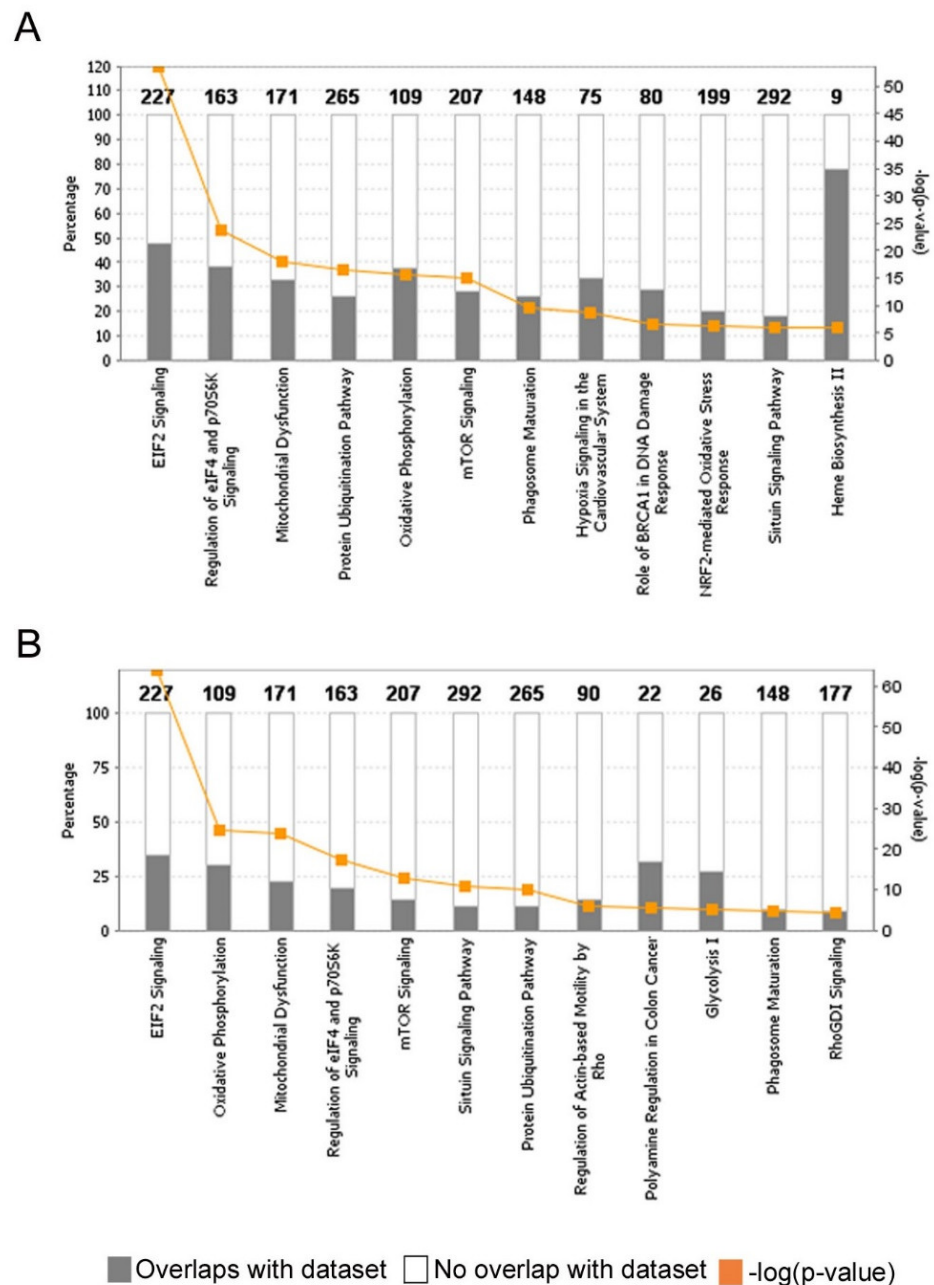 A
120
110
100
90
80
70
60
50
40
30
20
10
0
Percentage
227 163 171 265 109 207 148 75 80 199 292 9
50
45
40
35
30
25
20
15
10
5
0
-log(p-value)
EIF2 Signaling
Regulation of eIF4 and p70S6K
Signaling
Mitochondrial Dysfunction
Protein Ubiquitination Pathway
Oxidative Phosphorylation
mTOR Signaling
Phagosome Maturation
Hypoxia Signaling in the
Cardiovascular System
Role of BRCA1 in DNA Damage
Response
NRF2-mediated Oxidative Stress
Response
Sirtuin Signaling Pathway
Heme Biosynthesis II
B
100
75
50
25
0
Percentage
227 109 171 163 207 292 265 90 22 26 148 177
60
50
40
30
20
10
0
-log(p-value)
EIF2 Signaling
Oxidative Phosphorylation
Mitochondrial Dysfunction
Regulation of eIF4 and p70S6K
Signaling
mTOR Signaling
Sirtuin Signaling Pathway
Protein Ubiquitination Pathway
Regulation of Actin-based Motility by
Rho
Polyamine Regulation in Colon Cancer
Glycolysis I
Phagosome Maturation
RhoGDI Signaling
Overlaps with dataset No overlap with dataset -log(p-value)